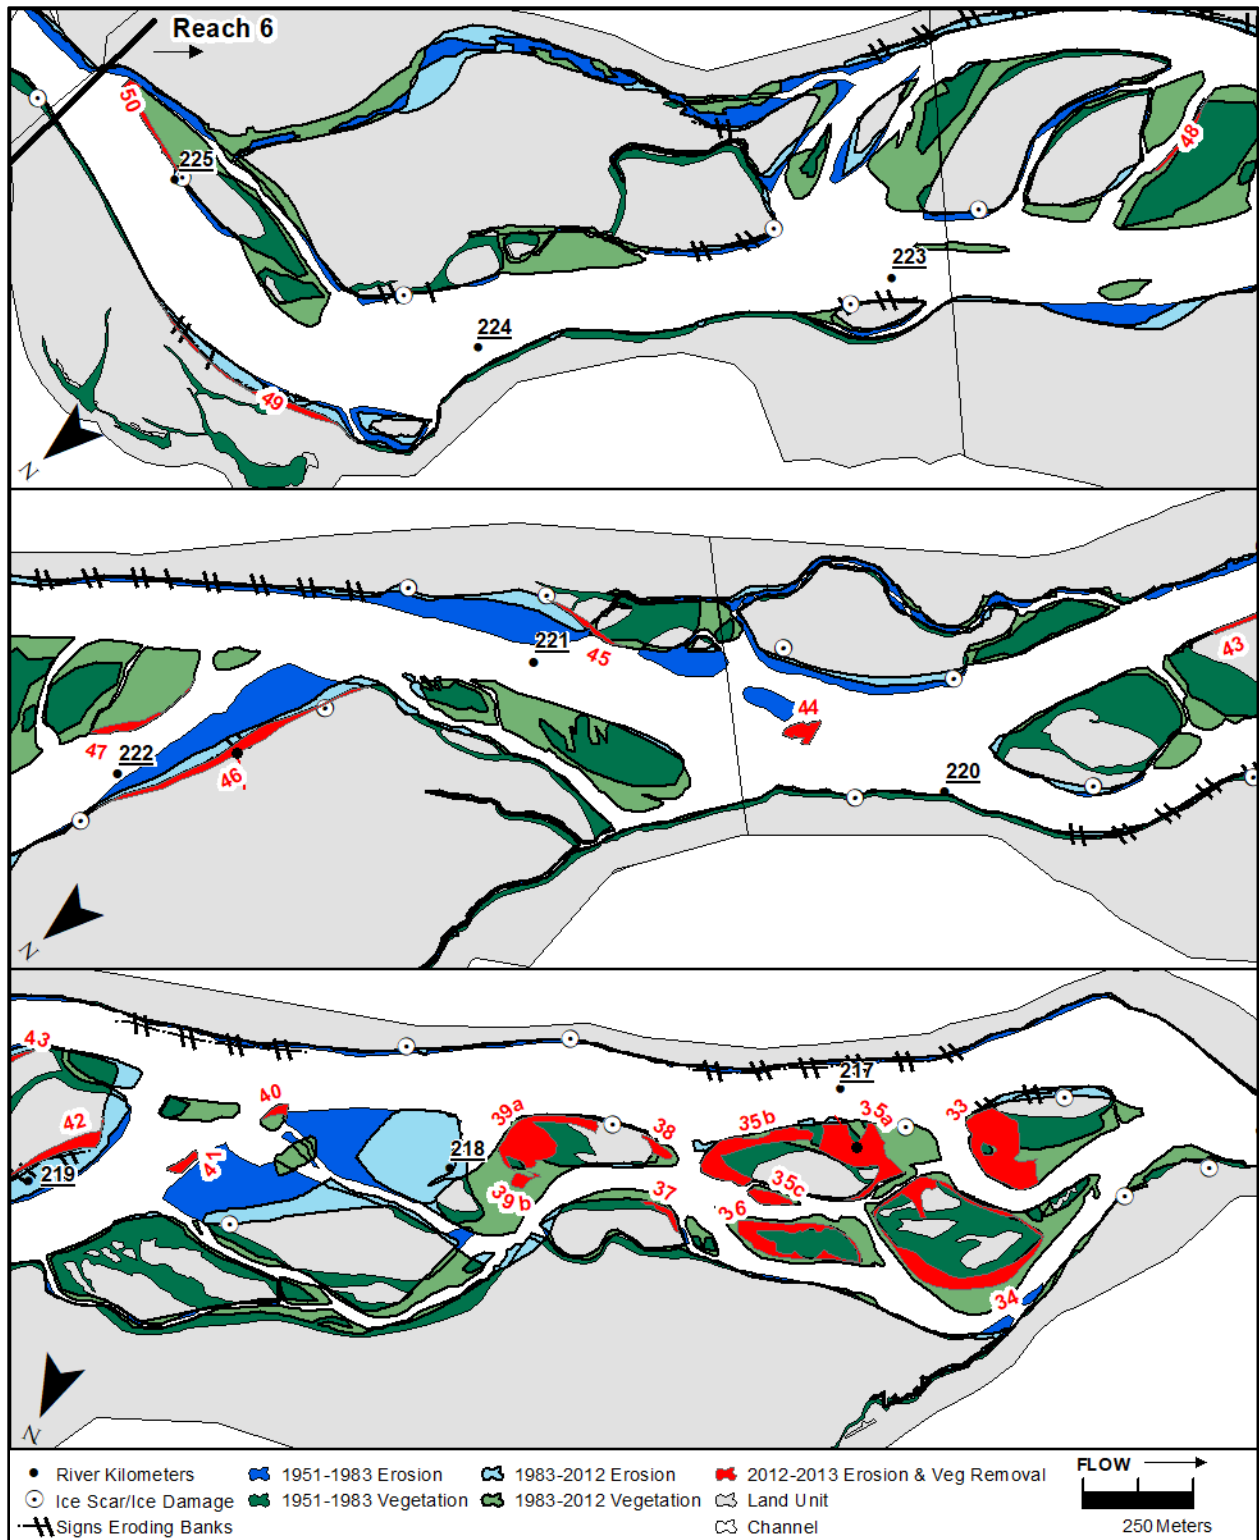 Reach 6
50
225
48
223
224
49
N
221
45
43
44
47
222
46
220
N
43
40
42
39a
38
35b
217
35a
33
41
218
219
39b
37
35c
36
34
N
River Kilometers
1951-1983 Erosion
1983-2012 Erosion
2012-2013 Erosion & Veg Removal
FLOW
Ice Scar/Ice Damage
1951-1983 Vegetation
1983-2012 Vegetation
Land Unit
Signs Eroding Banks
Channel
250 Meters